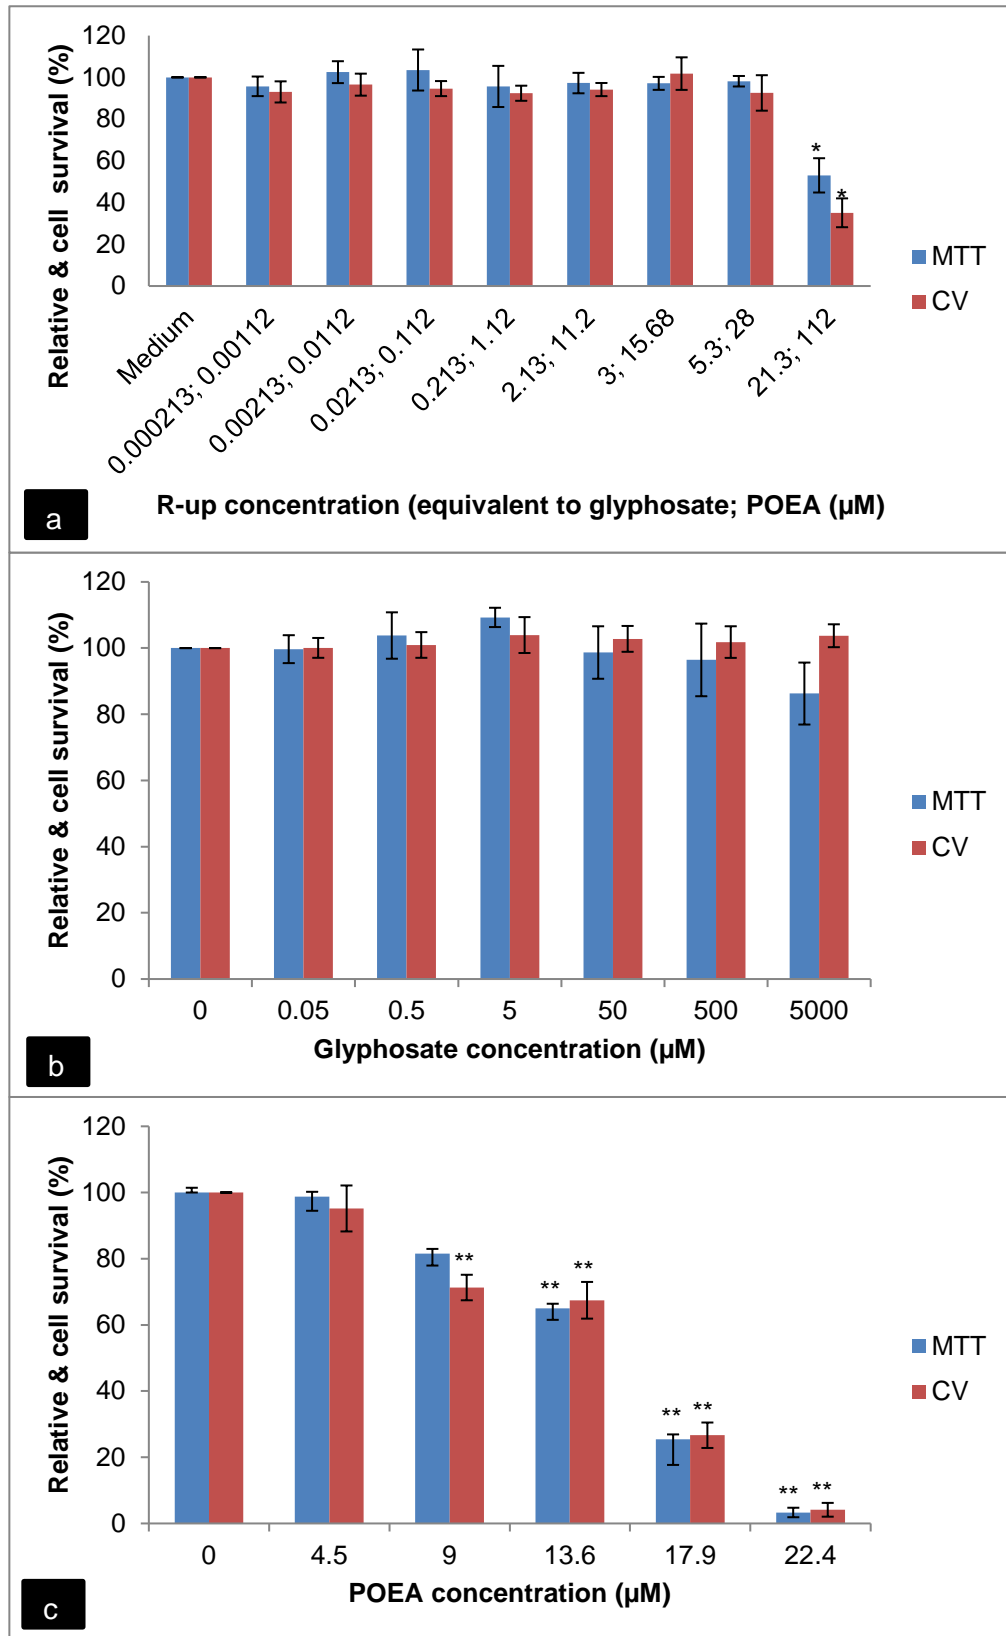 Relative & cell survival (%)
120
100
80
60
40
20
0
* *
Medium
0.000213; 0.00112
0.00213; 0.0112
0.0213; 0.112
0.213; 1.12
2.13; 11.2
3; 15.68
5.3; 28
21.3; 112
MTT
CV
R-up concentration (equivalent to glyphosate; POEA (µM)
a
Relative & cell survival (%)
120
100
80
60
40
20
0
0 0.05 0.5 5 50 500 5000
MTT
CV
Glyphosate concentration (µM)
b
Relative & cell survival (%)
120
100
80
60
40
20
0
** ** ** ** ** ** **
0 4.5 9 13.6 17.9 22.4
MTT
CV
POEA concentration (µM)
c